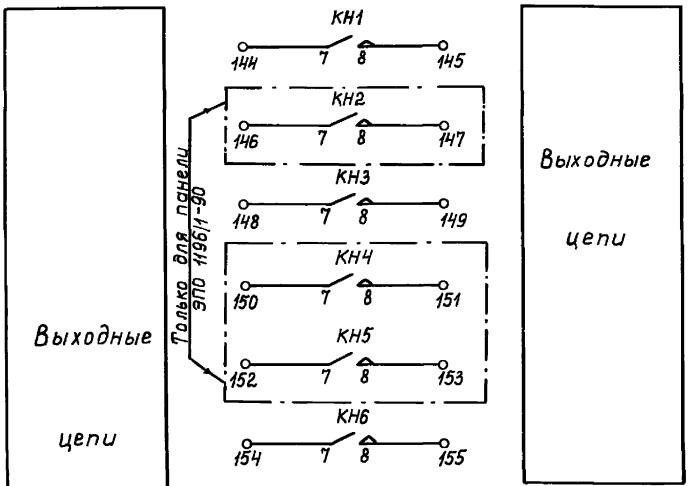 КН1
144 7 8 145
КН2
146 7 8 147
КН3
148 7 8 149
КН4
150 7 8 151
КН5
152 7 8 153
КН6
154 7 8 155
Только для панели
ЭПО 1196/1-90
Выходные
цепи
Выходные
цепи